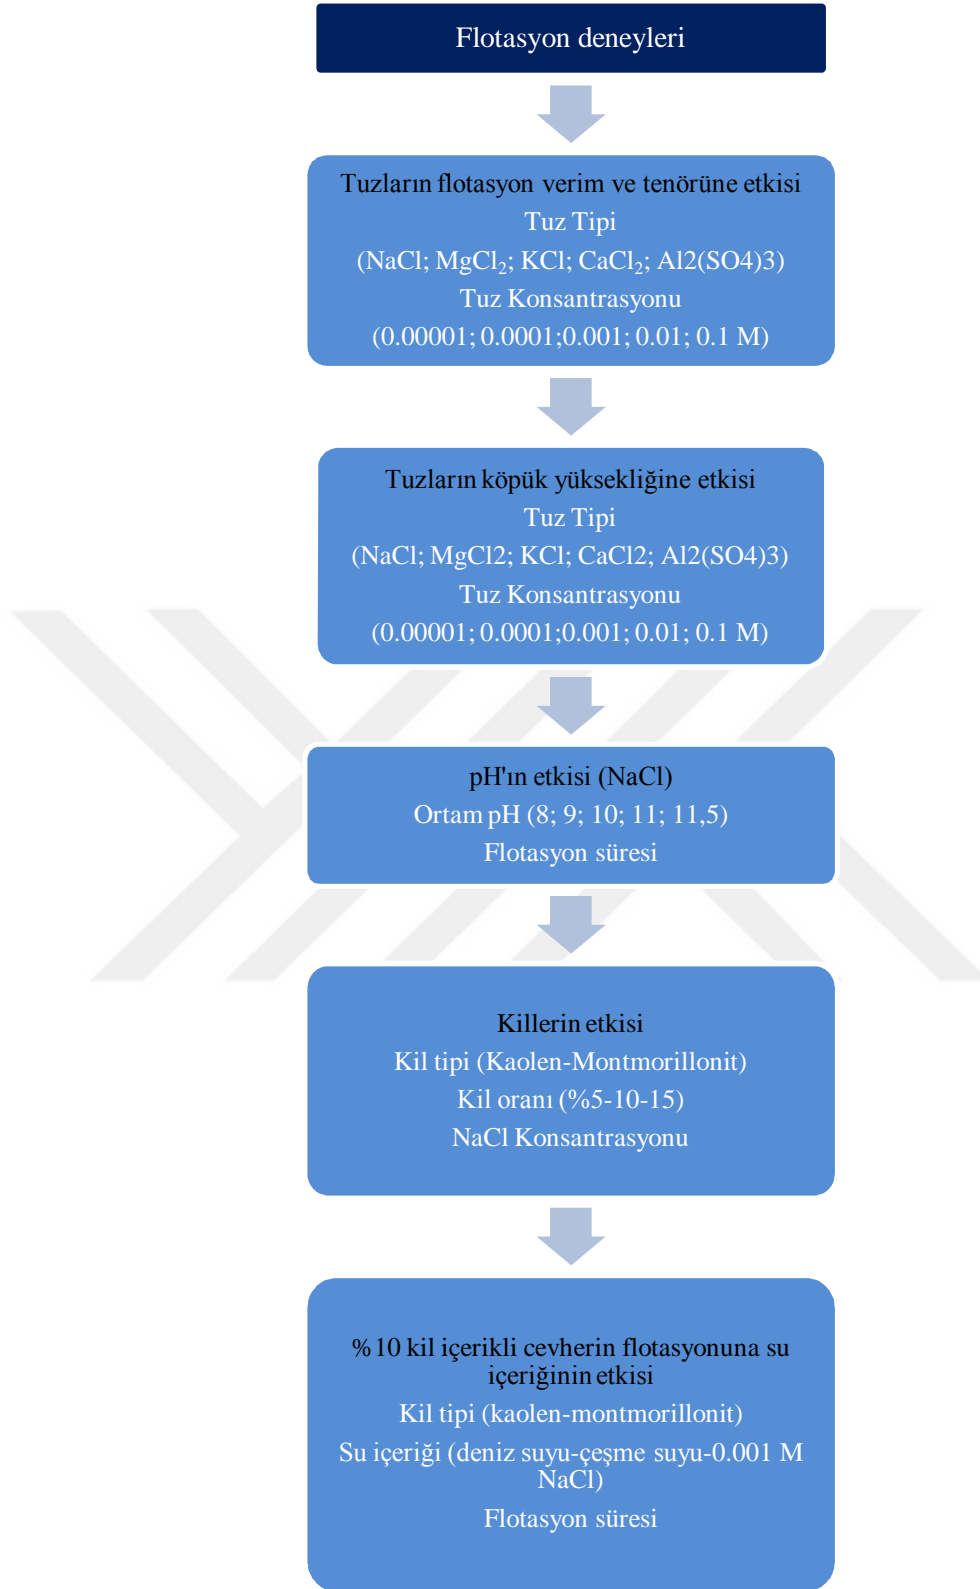 Flotasyon deneyleri
Tuzların flotasyon verim ve tenörüne etkisi
Tuz Tipi
(NaCl; MgCl₂; KCl; CaCl₂; Al2(SO4)3)
Tuz Konsantrasyonu
(0.00001; 0.0001;0.001; 0.01; 0.1 M)
Tuzların köpük yüksekliğine etkisi
Tuz Tipi
(NaCl; MgCl2; KCl; CaCl2; Al2(SO4)3)
Tuz Konsantrasyonu
(0.00001; 0.0001;0.001; 0.01; 0.1 M)
pH'ın etkisi (NaCl)
Ortam pH (8; 9; 10; 11; 11,5)
Flotasyon süresi
Killerin etkisi
Kil tipi (Kaolen-Montmorillonit)
Kil oranı (%5-10-15)
NaCl Konsantrasyonu
%10 kil içerikli cevherin flotasyonuna su
içeriğinin etkisi
Kil tipi (kaolen-montmorillonit)
Su içeriği (deniz suyu-çeşme suyu-0.001 M
NaCl)
Flotasyon süresi